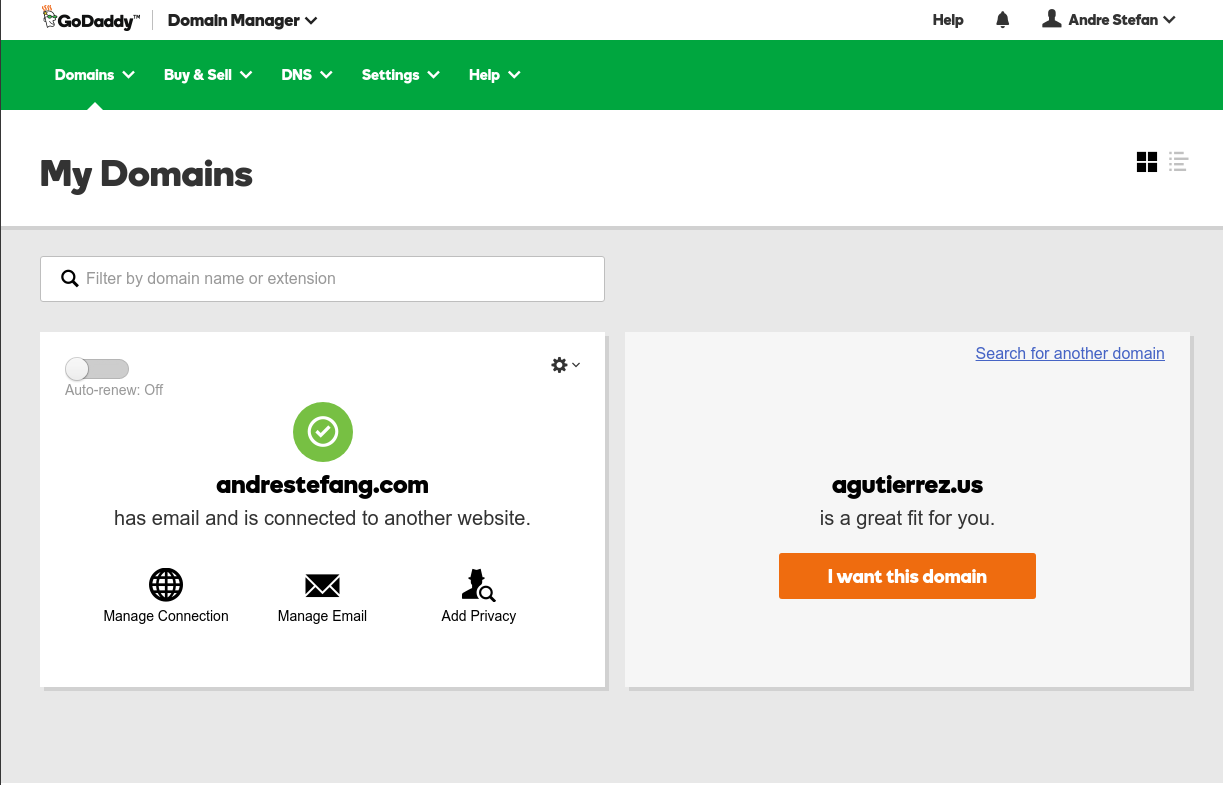 GoDaddy™ Domain Manager Help Andre Stefan
Domains Buy & Sell DNS Settings Help
My Domains
Filter by domain name or extension
Auto-renew: Off
andrestefang.com
has email and is connected to another website.
Manage Connection Manage Email Add Privacy
Search for another domain
agutierrez.us
is a great fit for you.
I want this domain